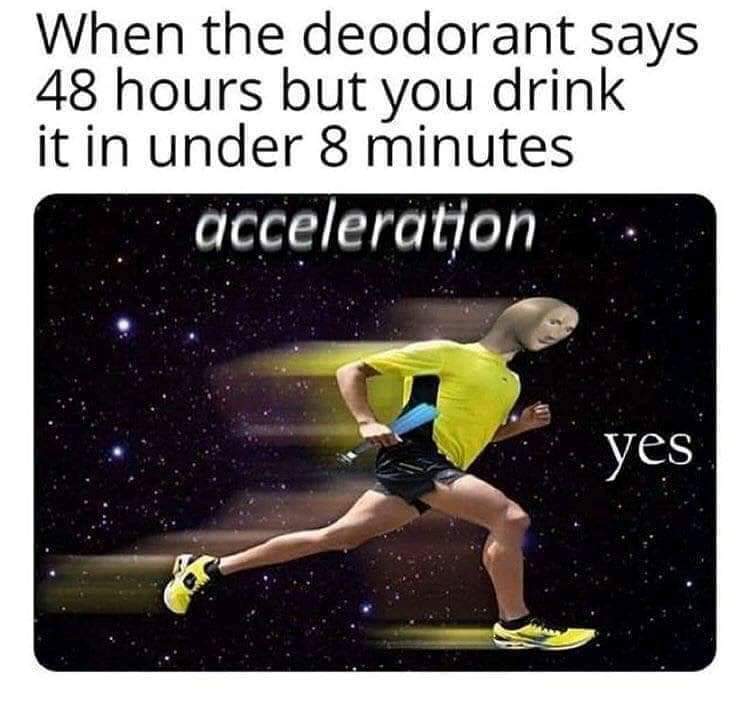 When the deodorant says
48 hours but you drink
it in under 8 minutes
acceleration
yes